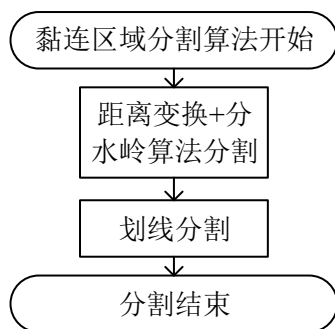 黏连区域分割算法开始
距离变换+分
水岭算法分割
划线分割
分割结束